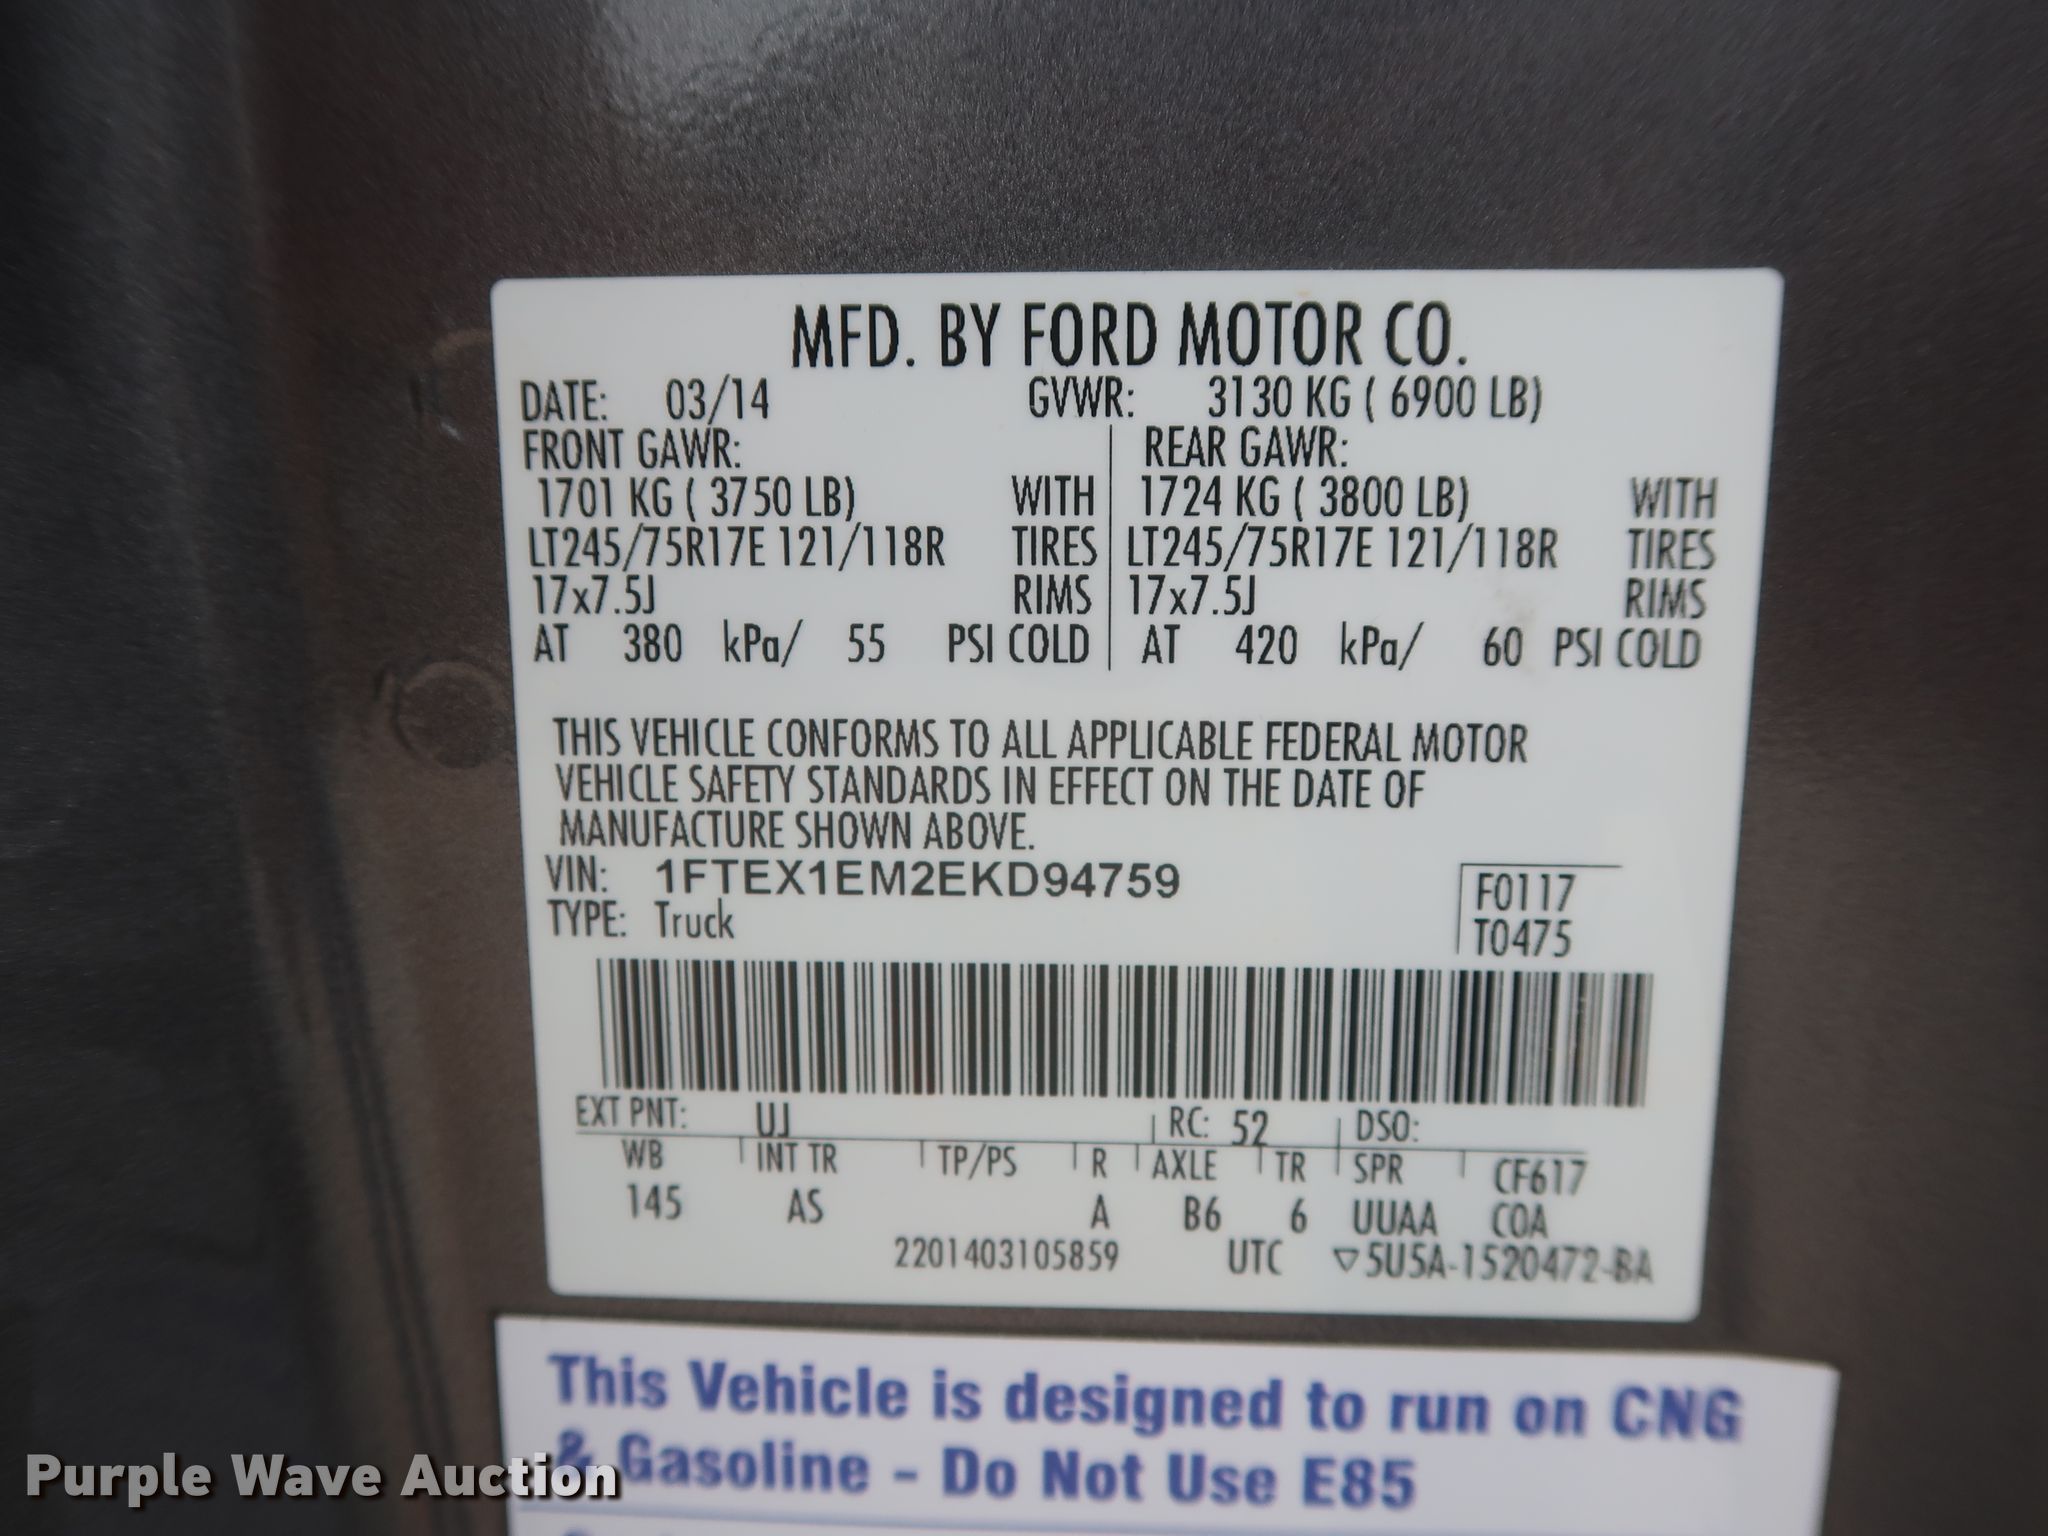 MFD. BY FORD MOTOR CO.
DATE: 03/14 GVWR: 3130 KG ( 6900 LB)
FRONT GAWR: REAR GAWR:
1701 KG ( 3750 LB) WITH 1724 KG ( 3800 LB) WITH
LT245/75R17E 121/118R TIRES LT245/75R17E 121/118R TIRES
17x7.5J RIMS 17x7.5J RIMS
AT 380 kPa/ 55 PSI COLD AT 420 kPa/ 60 PSI COLD
THIS VEHICLE CONFORMS TO ALL APPLICABLE FEDERAL MOTOR
VEHICLE SAFETY STANDARDS IN EFFECT ON THE DATE OF
MANUFACTURE SHOWN ABOVE.
VIN: 1FTEX1EM2EKD94759 F0117
TYPE: Truck T0475
EXT PNT: UJ RC: 52 DSO:
WB INT TR TP/PS R AXLE TR SPR CF617
145 AS A B6 6 UUAA COA
2201403105859 UTC ▽5U5A-1520472-BA
This Vehicle is designed to run on CNG
& Gasoline - Do Not Use E85
Purple Wave Auction